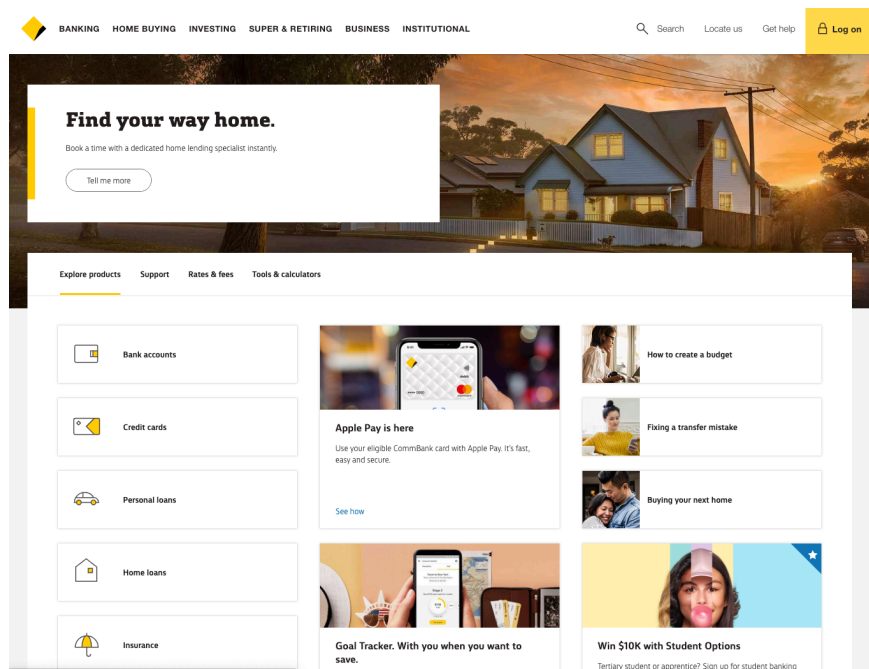 BANKING HOME BUYING INVESTING SUPER & RETIRING BUSINESS INSTITUTIONAL Search Locate us Get help Log on
Find your way home.
Book a time with a dedicated home lending specialist instantly.
Tell me more
Explore products Support Rates & fees Tools & calculators
Bank accounts
Credit cards
Personal loans
Home loans
Insurance
Apple Pay is here
Use your eligible CommBank card with Apple Pay. It's fast,
easy and secure.
See how
Goal Tracker. With you when you want to
save.
How to create a budget
Fixing a transfer mistake
Buying your next home
Win $10K with Student Options
Tertiary student or apprentice? Sign up for student banking